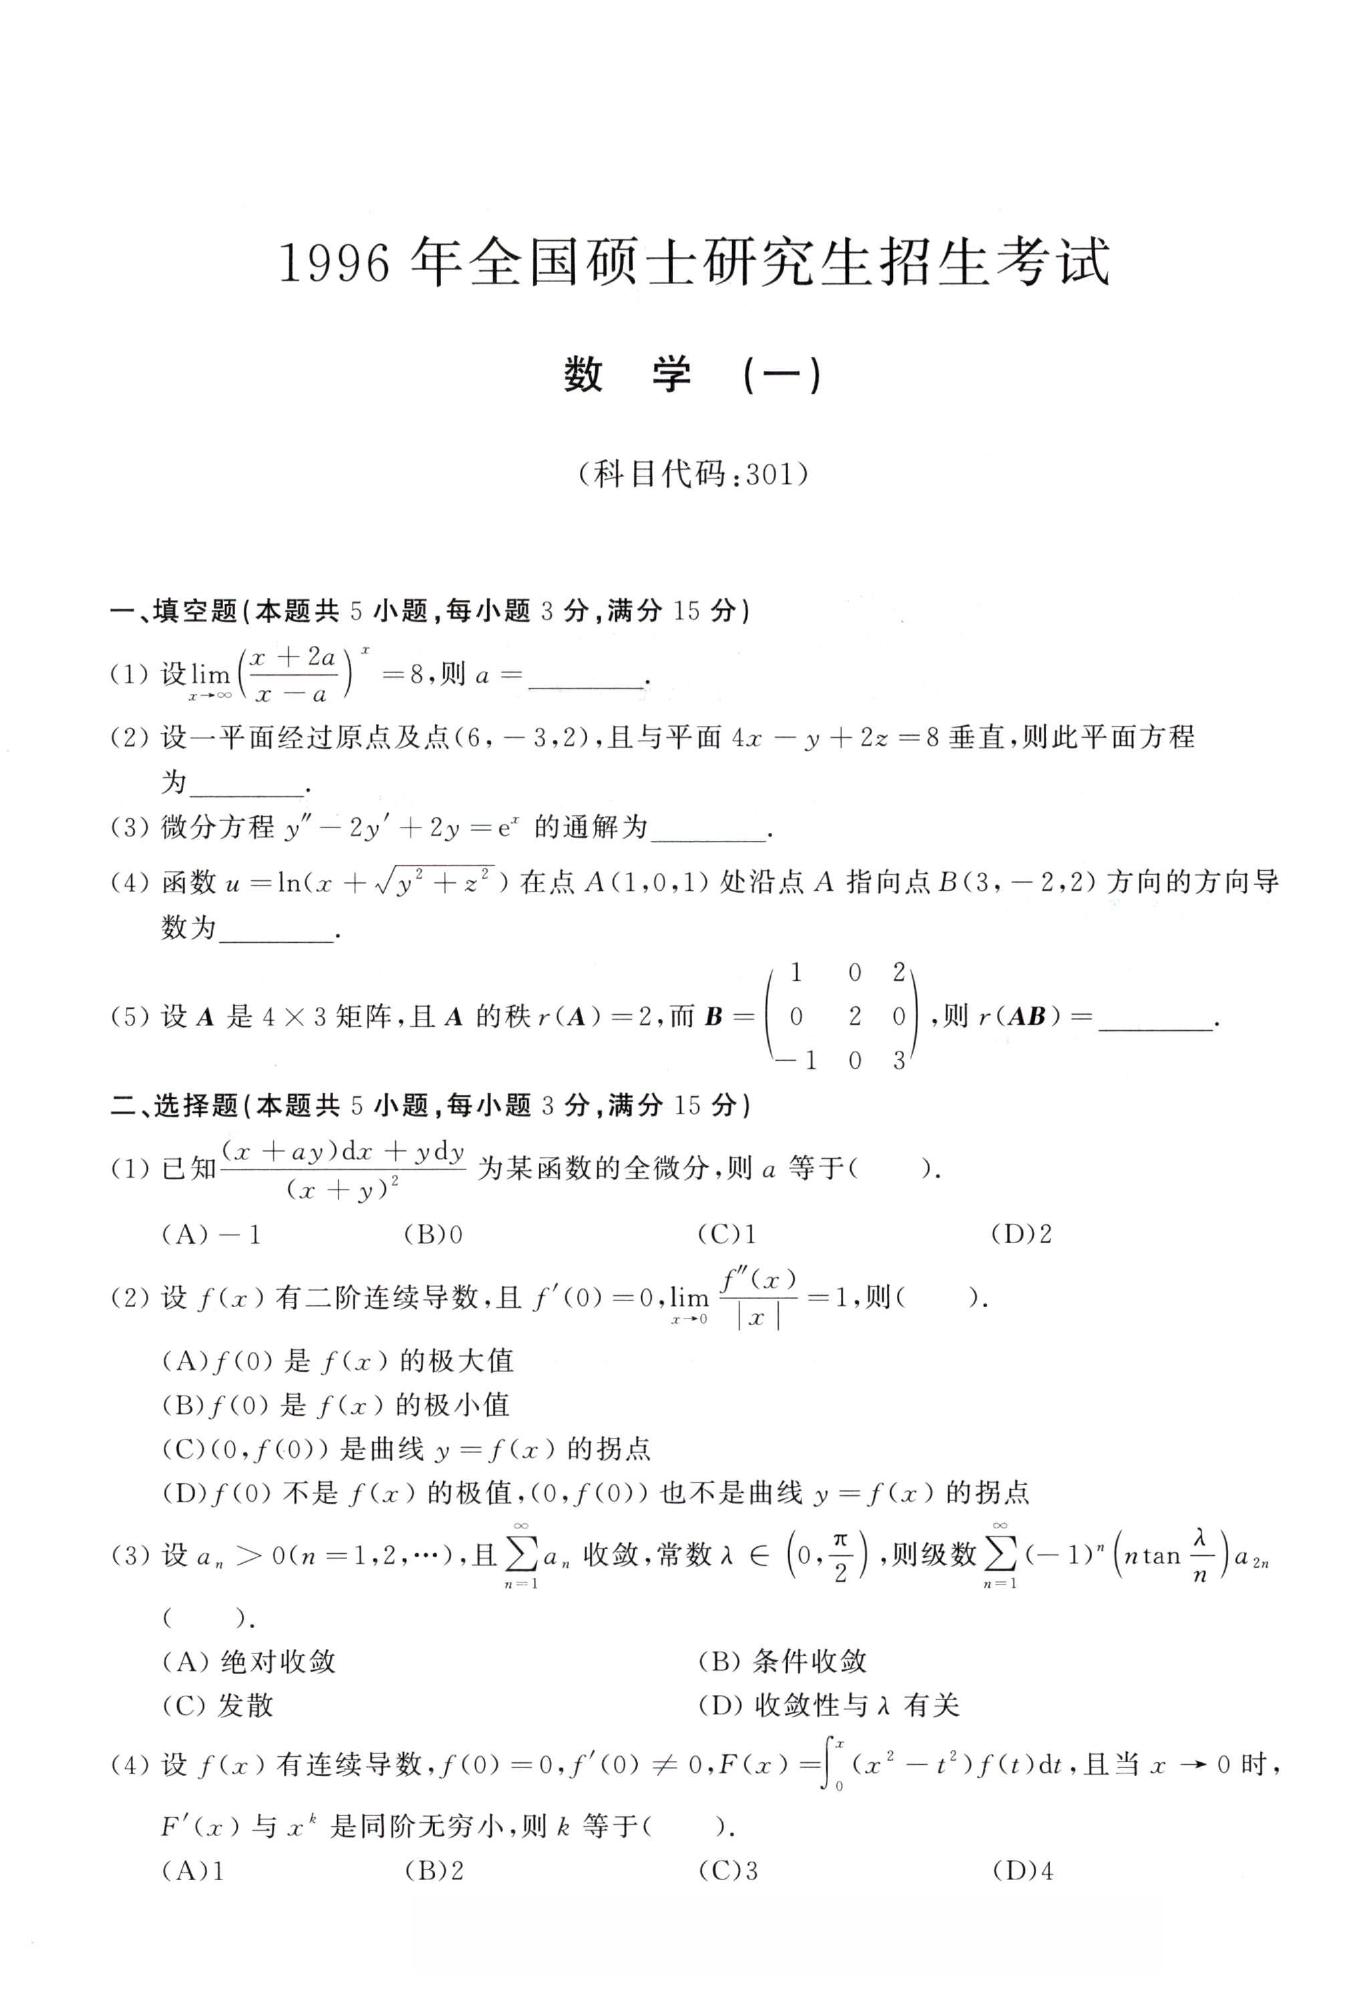 1996 年全国硕士研究生招生考试
数 学 (一)
(科目代码:301)
一、填空题(本题共 5 小题,每小题 3 分,满分 15 分)
(1) 设$\lim\limits_{x\to\infty}\left(\dfrac{x+2a}{x-a}\right)^x=8$,则 a =________.
(2) 设一平面经过原点及点(6,−3,2),且与平面 4x − y + 2z = 8 垂直,则此平面方程
为________.
(3) 微分方程 $y''-2y'+2y=\mathrm{e}^x$ 的通解为________.
(4) 函数 $u=\ln(x+\sqrt{y^2+z^2})$ 在点 A(1,0,1) 处沿点 A 指向点 B(3,−2,2) 方向的方向导
数为________.
(5) 设 $\boldsymbol{A}$ 是 4×3 矩阵,且 $\boldsymbol{A}$ 的秩 $r(\boldsymbol{A})=2$,而 $\boldsymbol{B}=\begin{pmatrix}1&0&2\\0&2&0\\-1&0&3\end{pmatrix}$,则 $r(\boldsymbol{AB})=$________.
二、选择题(本题共 5 小题,每小题 3 分,满分 15 分)
(1) 已知$\dfrac{(x+ay)\mathrm{d}x+y\mathrm{d}y}{(x+y)^2}$ 为某函数的全微分,则 a 等于( ).
(A) −1 (B)0 (C)1 (D)2
(2) 设 f(x) 有二阶连续导数,且 $f'(0)=0,\lim\limits_{x\to 0}\dfrac{f''(x)}{|x|}=1$,则( ).
(A)f(0) 是 f(x) 的极大值
(B)f(0) 是 f(x) 的极小值
(C)(0,f(0)) 是曲线 y = f(x) 的拐点
(D)f(0) 不是 f(x) 的极值,(0,f(0)) 也不是曲线 y = f(x) 的拐点
(3) 设 $a_n>0(n=1,2,\cdots)$,且 $\sum\limits_{n=1}^{\infty}a_n$ 收敛,常数 $\lambda\in\left(0,\dfrac{\pi}{2}\right)$,则级数 $\sum\limits_{n=1}^{\infty}(-1)^n\left(n\tan\dfrac{\lambda}{n}\right)a_{2n}$
( ).
(A) 绝对收敛 (B) 条件收敛
(C) 发散 (D) 收敛性与 λ 有关
(4) 设 f(x) 有连续导数,$f(0)=0,f'(0)\neq 0,F(x)=\int_0^x(x^2-t^2)f(t)\mathrm{d}t$,且当 x → 0 时,
$F'(x)$ 与 $x^k$ 是同阶无穷小,则 k 等于( ).
(A)1 (B)2 (C)3 (D)4